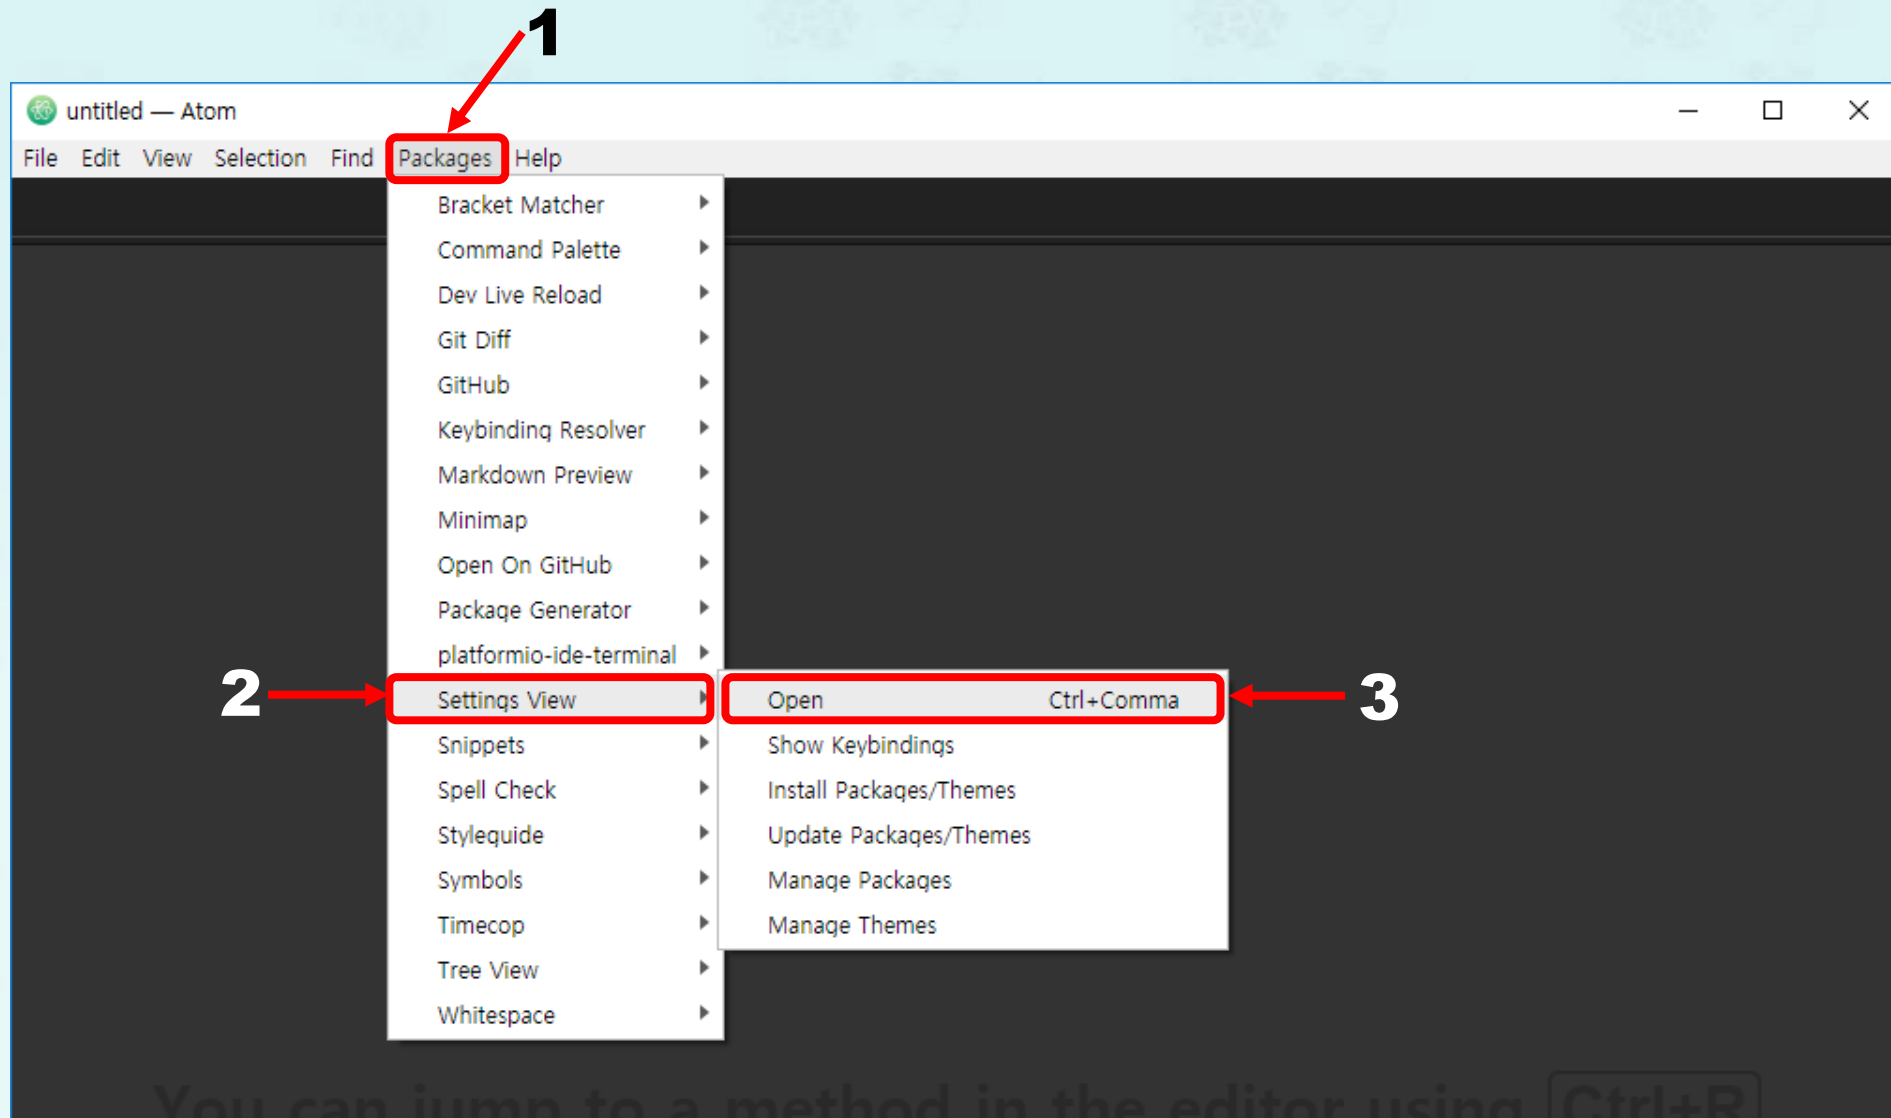 1
untitled — Atom
File Edit View Selection Find Packages Help
Bracket Matcher
Command Palette
Dev Live Reload
Git Diff
GitHub
Keybinding Resolver
Markdown Preview
Minimap
Open On GitHub
Package Generator
platformio-ide-terminal
2 Settings View Open Ctrl+Comma 3
Snippets Show Keybindings
Spell Check Install Packages/Themes
Styleguide Update Packages/Themes
Symbols Manage Packages
Timecop Manage Themes
Tree View
Whitespace
You can jump to a method in the editor using Ctrl+R